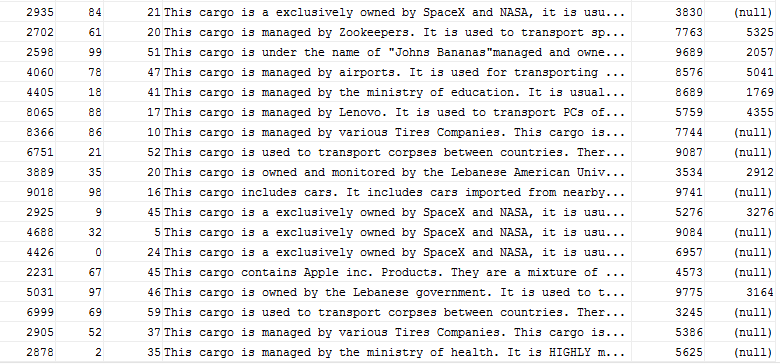 2935 84 21 This cargo is a exclusively owned by SpaceX and NASA, it is usu... 3830 (null)
2702 61 20 This cargo is managed by Zookeepers. It is used to transport sp... 7763 5325
2598 99 51 This cargo is under the name of "Johns Bananas"managed and owne... 9689 2057
4060 78 47 This cargo is managed by airports. It is used for transporting ... 8576 5041
4405 18 41 This cargo is managed by the ministry of education. It is usual... 8689 1769
8065 88 17 This cargo is managed by Lenovo. It is used to transport PCs of... 5759 4355
8366 86 10 This cargo is managed by various Tires Companies. This cargo is... 7744 (null)
6751 21 52 This cargo is used to transport corpses between countries. Ther... 9087 (null)
3889 35 20 This cargo is owned and monitored by the Lebanese American Univ... 3534 2912
9018 98 16 This cargo includes cars. It includes cars imported from nearby... 9741 (null)
2925 9 45 This cargo is a exclusively owned by SpaceX and NASA, it is usu... 5276 3276
4688 32 5 This cargo is a exclusively owned by SpaceX and NASA, it is usu... 9084 (null)
4426 0 24 This cargo is a exclusively owned by SpaceX and NASA, it is usu... 6957 (null)
2231 67 45 This cargo contains Apple inc. Products. They are a mixture of ... 4573 (null)
5031 97 46 This cargo is owned by the Lebanese government. It is used to t... 9775 3164
6999 69 59 This cargo is used to transport corpses between countries. Ther... 3245 (null)
2905 52 37 This cargo is managed by various Tires Companies. This cargo is... 5386 (null)
2878 2 35 This cargo is managed by the ministry of health. It is HIGHLY m... 5625 (null)